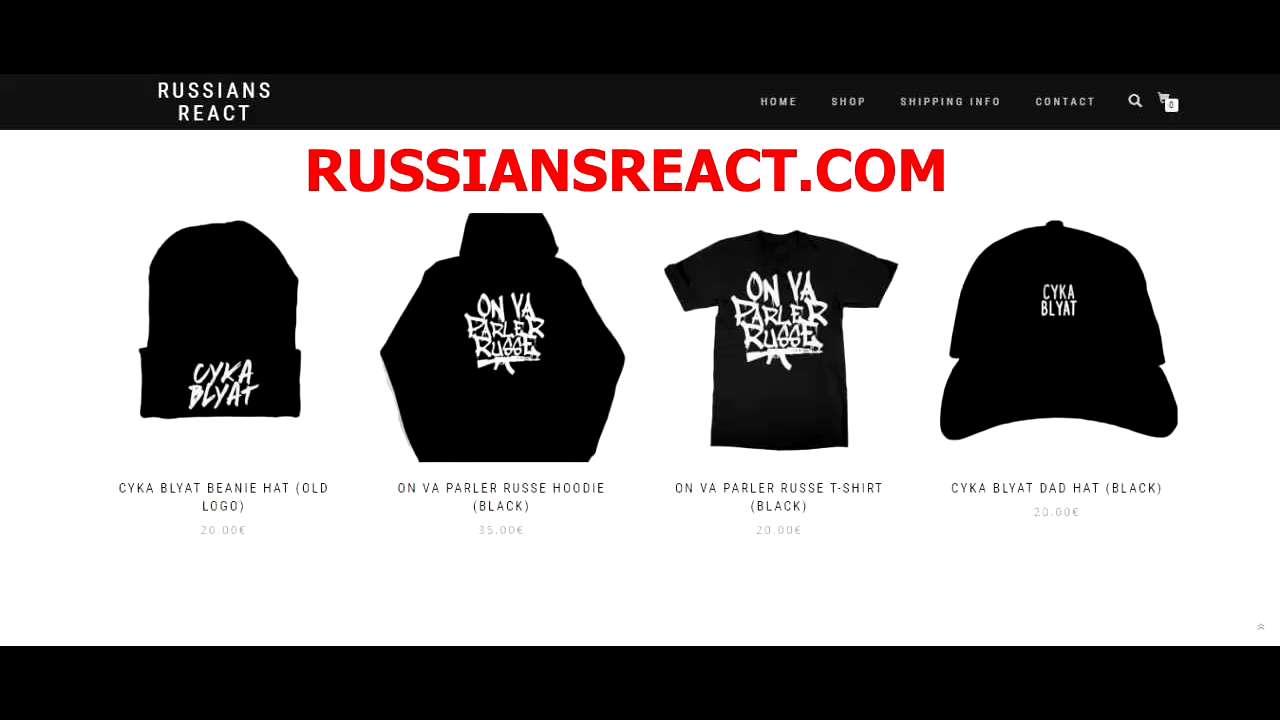 RUSSIANS
REACT
HOME SHOP SHIPPING INFO CONTACT 0
RUSSIANSREACT.COM
CYKA
BLYAT
ON VA
PARLER
RUSSE
ON VA
PARLER
RUSSE
CYKA
BLYAT
CYKA BLYAT BEANIE HAT (OLD
LOGO)
20.00€
ON VA PARLER RUSSE HOODIE
(BLACK)
35.00€
ON VA PARLER RUSSE T-SHIRT
(BLACK)
20.00€
CYKA BLYAT DAD HAT (BLACK)
20.00€